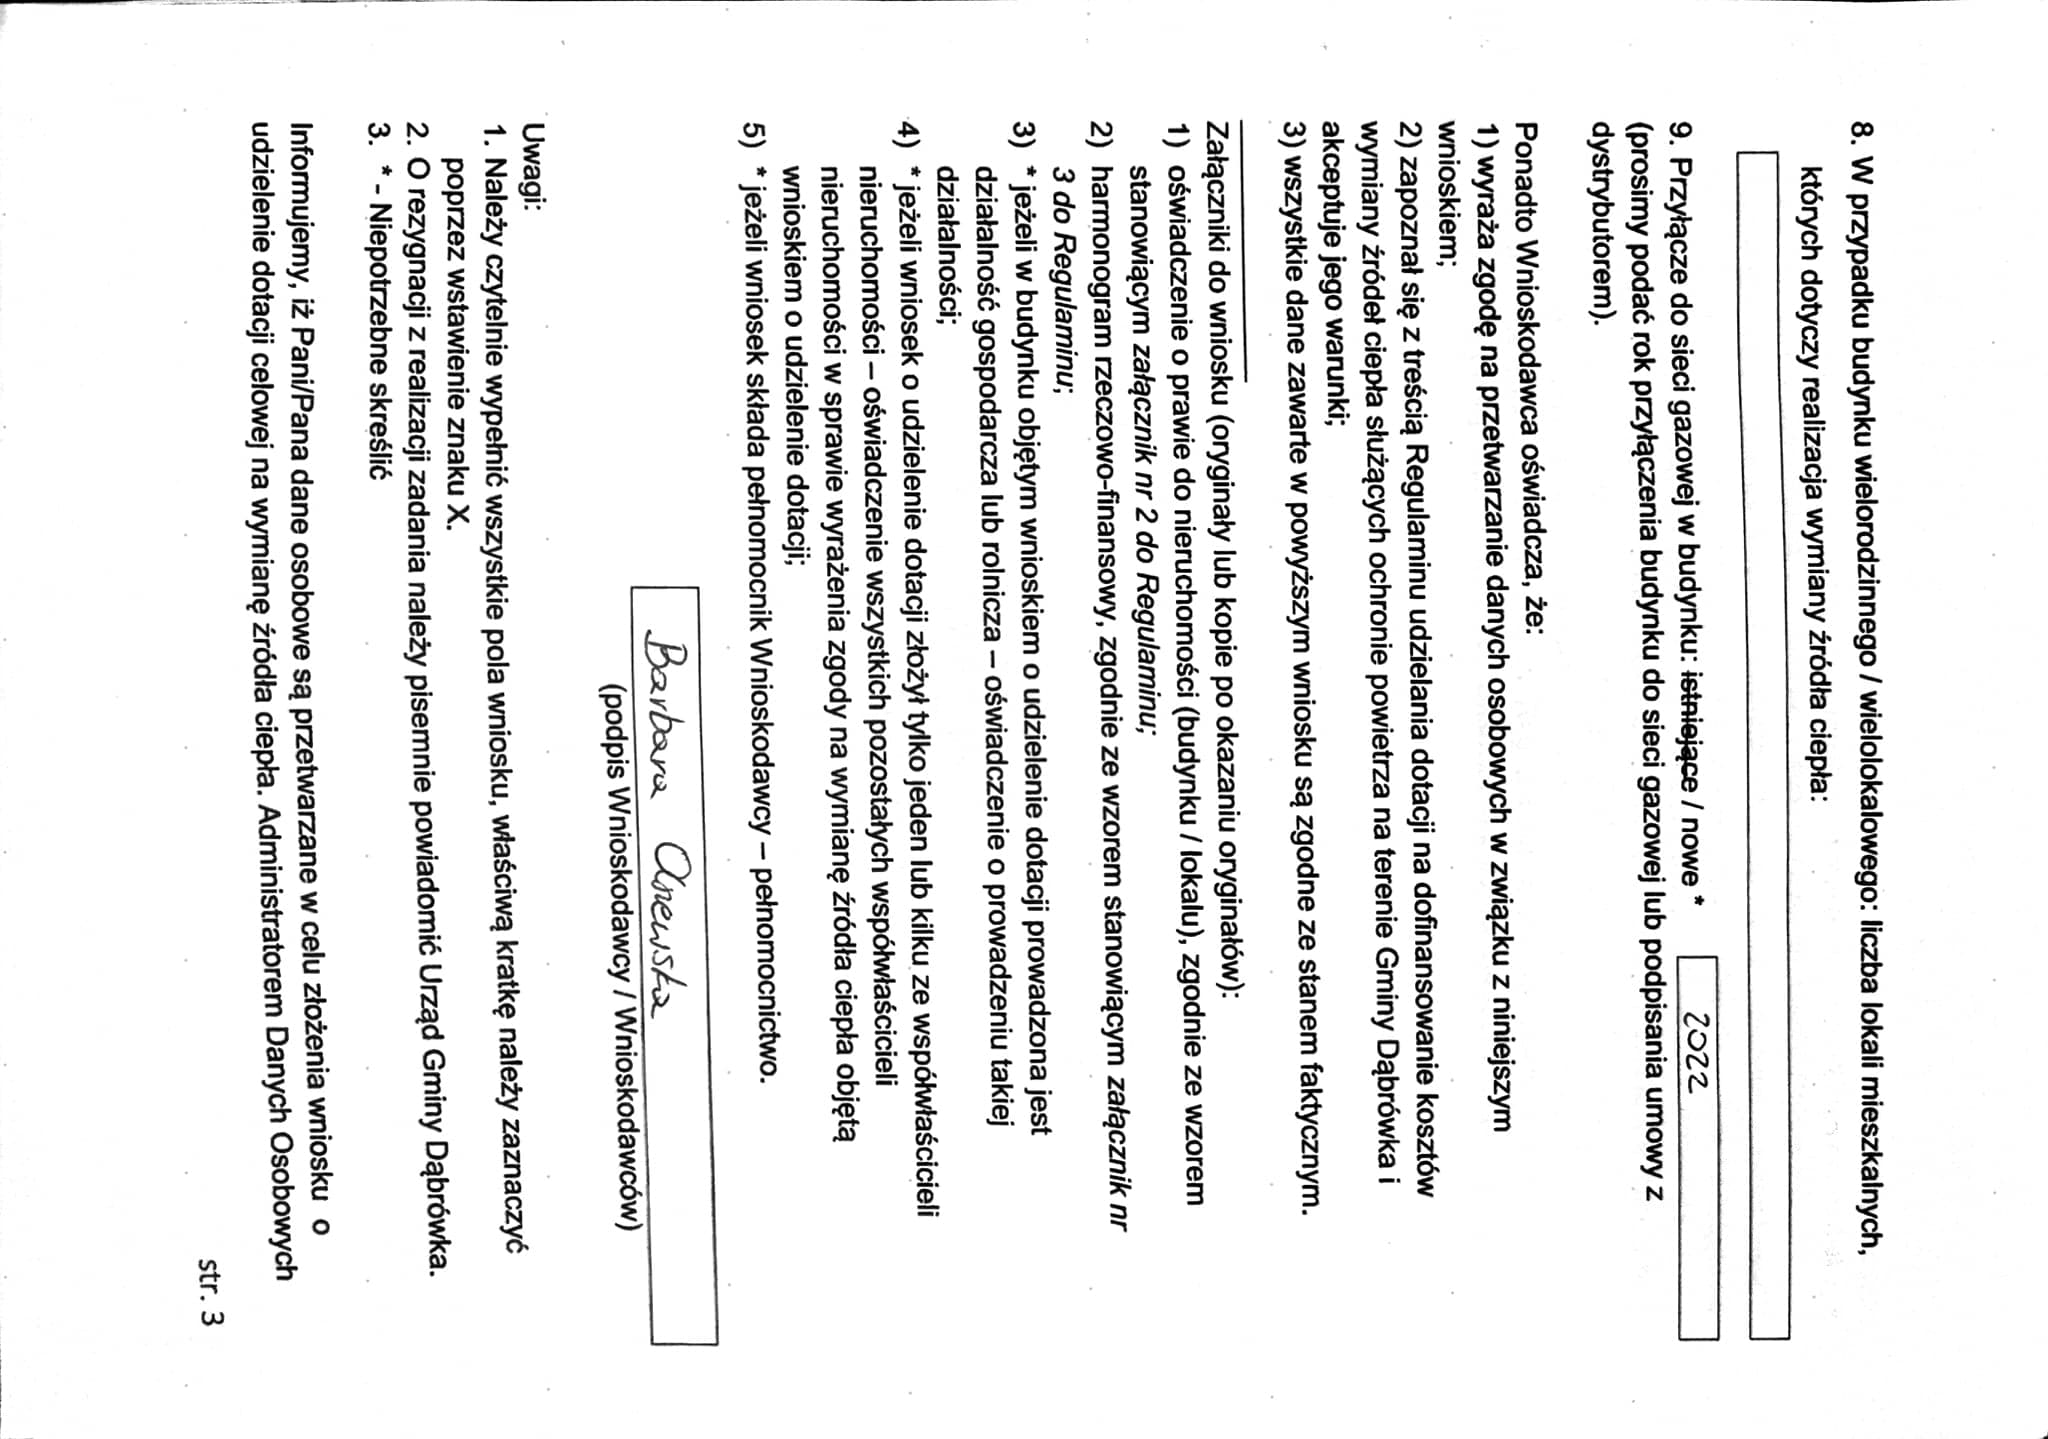 8. W przypadku budynku wielorodzinnego / wielolokalowego: liczba lokali mieszkalnych,
których dotyczy realizacja wymiany źródła ciepła:
9. Przyłącze do sieci gazowej w budynku: istniejące / nowe * 2022
(prosimy podać rok przyłączenia budynku do sieci gazowej lub podpisania umowy z
dystrybutorem).
Ponadto Wnioskodawca oświadcza, że:
1) wyraża zgodę na przetwarzanie danych osobowych w związku z niniejszym
wnioskiem;
2) zapoznał się z treścią Regulaminu udzielania dotacji na dofinansowanie kosztów
wymiany źródeł ciepła służących ochronie powietrza na terenie Gminy Dąbrówka i
akceptuje jego warunki;
3) wszystkie dane zawarte w powyższym wniosku są zgodne ze stanem faktycznym.
Załączniki do wniosku (oryginały lub kopie po okazaniu oryginałów):
1) oświadczenie o prawie do nieruchomości (budynku / lokalu), zgodnie ze wzorem
stanowiącym załącznik nr 2 do Regulaminu;
2) harmonogram rzeczowo-finansowy, zgodnie ze wzorem stanowiącym załącznik nr
3 do Regulaminu;
3) * jeżeli w budynku objętym wnioskiem o udzielenie dotacji prowadzona jest
działalność gospodarcza lub rolnicza – oświadczenie o prowadzeniu takiej
działalności;
4) * jeżeli wniosek o udzielenie dotacji złożył tylko jeden lub kilku ze współwłaścicieli
nieruchomości – oświadczenie wszystkich pozostałych współwłaścicieli
nieruchomości w sprawie wyrażenia zgody na wymianę źródła ciepła objętą
wnioskiem o udzielenie dotacji;
5) * jeżeli wniosek składa pełnomocnik Wnioskodawcy – pełnomocnictwo.
Barbara
(podpis Wnioskodawcy / Wnioskodawców)
Uwagi:
1. Należy czytelnie wypełnić wszystkie pola wniosku, właściwą kratkę należy zaznaczyć
poprzez wstawienie znaku X.
2. O rezygnacji z realizacji zadania należy pisemnie powiadomić Urząd Gminy Dąbrówka.
3. * - Niepotrzebne skreślić
Informujemy, iż Pani/Pana dane osobowe są przetwarzane w celu złożenia wniosku o
udzielenie dotacji celowej na wymianę źródła ciepła. Administratorem Danych Osobowych
str. 3